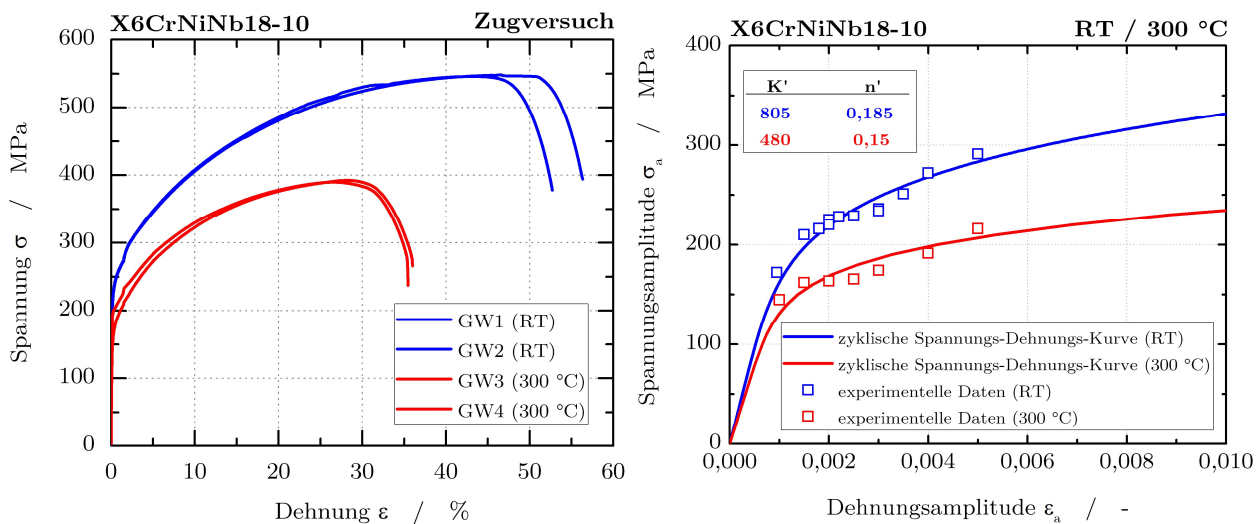 X6CrNiNb18-10 Zugversuch
600
500
400
300
200
100
0
0 10 20 30 40 50 60
Spannung σ / MPa
Dehnung ε / %
GW1 (RT)
GW2 (RT)
GW3 (300 °C)
GW4 (300 °C)
X6CrNiNb18-10 RT / 300 °C
400
300
200
100
0
0,000 0,002 0,004 0,006 0,008 0,010
Spannungsamplitude σa / MPa
Dehnungsamplitude εa / -
K' n'
805 0,185
480 0,15
zyklische Spannungs-Dehnungs-Kurve (RT)
zyklische Spannungs-Dehnungs-Kurve (300 °C)
experimentelle Daten (RT)
experimentelle Daten (300 °C)